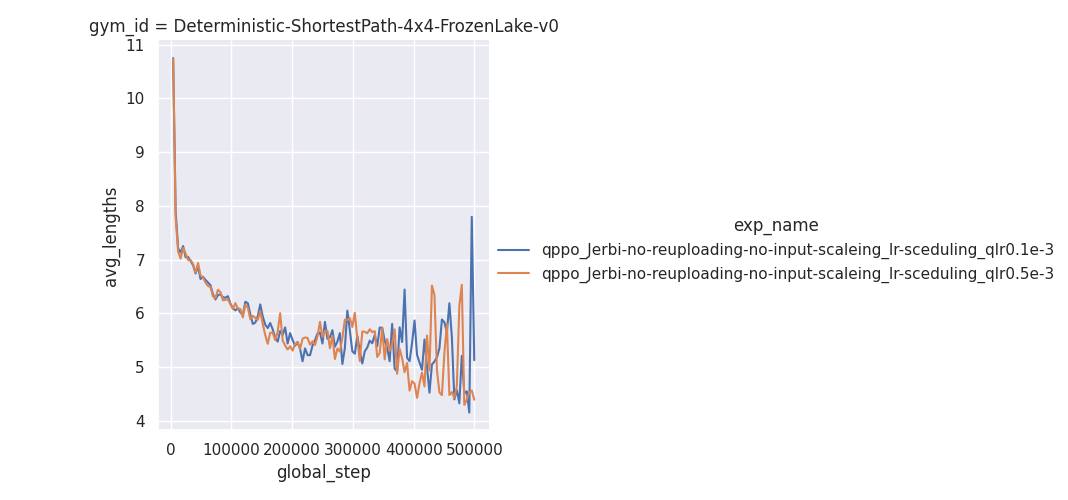 gym_id = Deterministic-ShortestPath-4x4-FrozenLake-v0
11
10
9
8
7
6
5
4
avg_lengths
0 100000 200000 300000 400000 500000
global_step
exp_name
qppo_Jerbi-no-reuploading-no-input-scaleing_lr-sceduling_qlr0.1e-3
qppo_Jerbi-no-reuploading-no-input-scaleing_lr-sceduling_qlr0.5e-3